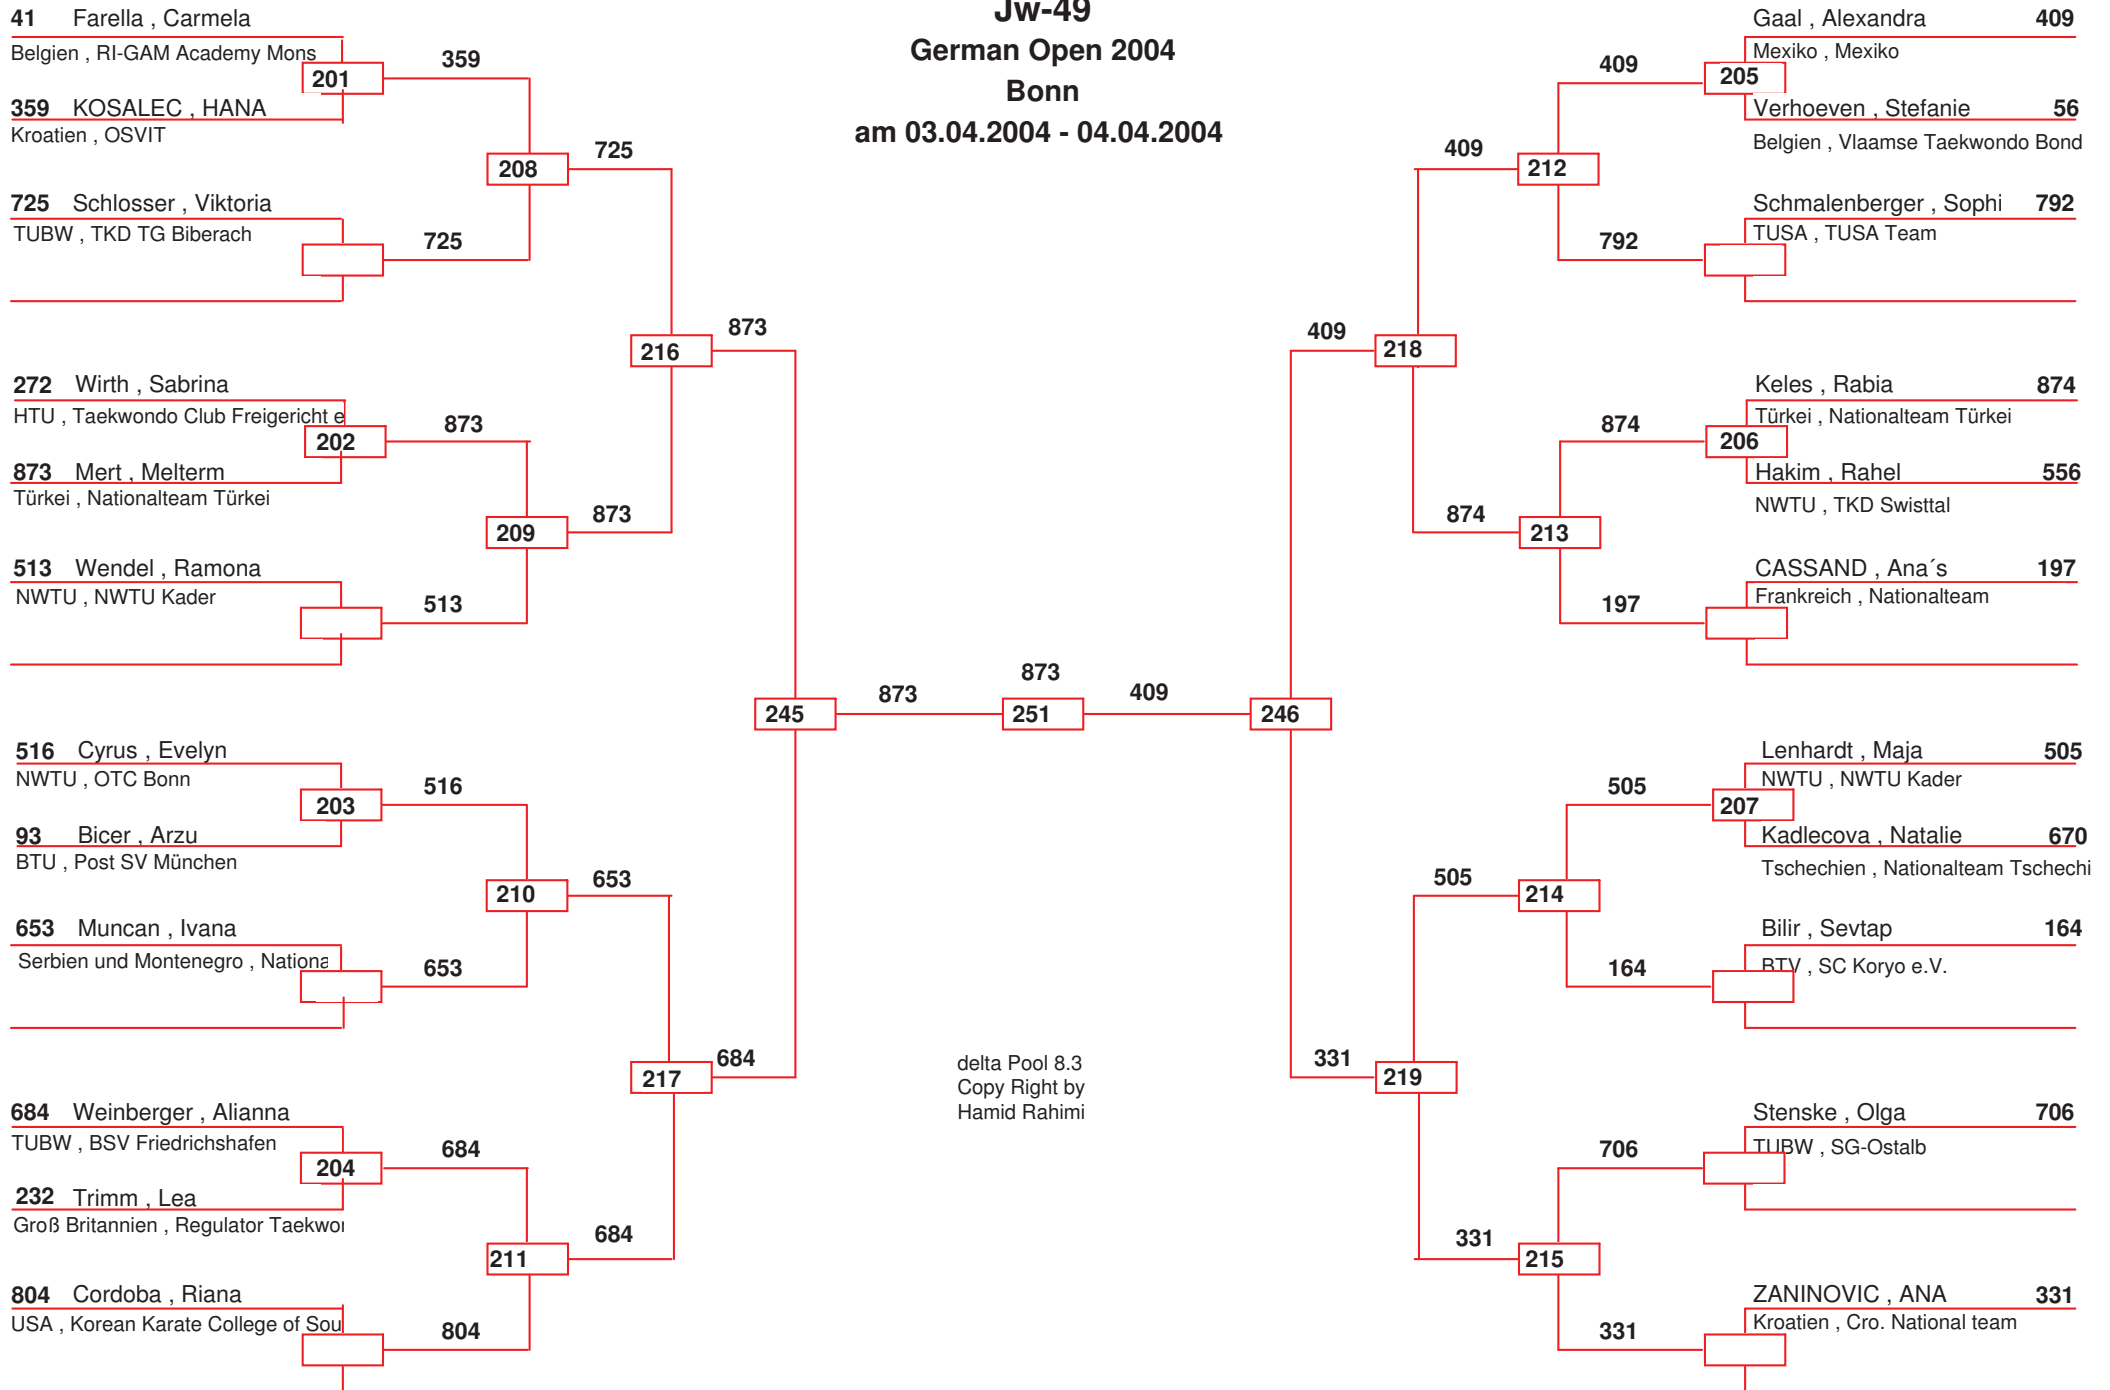 Jw-49
German Open 2004
Bonn
am 03.04.2004 - 04.04.2004
41 Farella , Carmela
Belgien , RI-GAM Academy Mons
201
359
359 KOSALEC , HANA
Kroatien , OSVIT
208
725
725 Schlosser , Viktoria
TUBW , TKD TG Biberach
725
216
873
272 Wirth , Sabrina
HTU , Taekwondo Club Freigericht e
202
873
873 Mert , Melterm
Türkei , Nationalteam Türkei
209
873
513 Wendel , Ramona
NWTU , NWTU Kader
513
245
873
873
251
409
246
516 Cyrus , Evelyn
NWTU , OTC Bonn
203
516
93 Bicer , Arzu
BTU , Post SV München
210
653
653 Muncan , Ivana
Serbien und Montenegro , Nationa
653
217
684
684 Weinberger , Alianna
TUBW , BSV Friedrichshafen
204
684
232 Trimm , Lea
Groß Britannien , Regulator Taekwor
211
684
804 Cordoba , Riana
USA , Korean Karate College of Sou
804
delta Pool 8.3
Copy Right by
Hamid Rahimi
Gaal , Alexandra 409
Mexiko , Mexiko
409
205
Verhoeven , Stefanie 56
Belgien , Vlaamse Taekwondo Bond
409
212
Schmalenberger , Sophi 792
TUSA , TUSA Team
792
409
218
Keles , Rabia 874
Türkei , Nationalteam Türkei
874
206
Hakim , Rahel 556
NWTU , TKD Swisttal
874
213
CASSAND , Ana´s 197
Frankreich , Nationalteam
197
Lenhardt , Maja 505
NWTU , NWTU Kader
505
207
Kadlecova , Natalie 670
Tschechien , Nationalteam Tschechi
505
214
Bilir , Sevtap 164
BTV , SC Koryo e.V.
164
331
219
Stenske , Olga 706
TUBW , SG-Ostalb
706
331
215
ZANINOVIC , ANA 331
Kroatien , Cro. National team
331